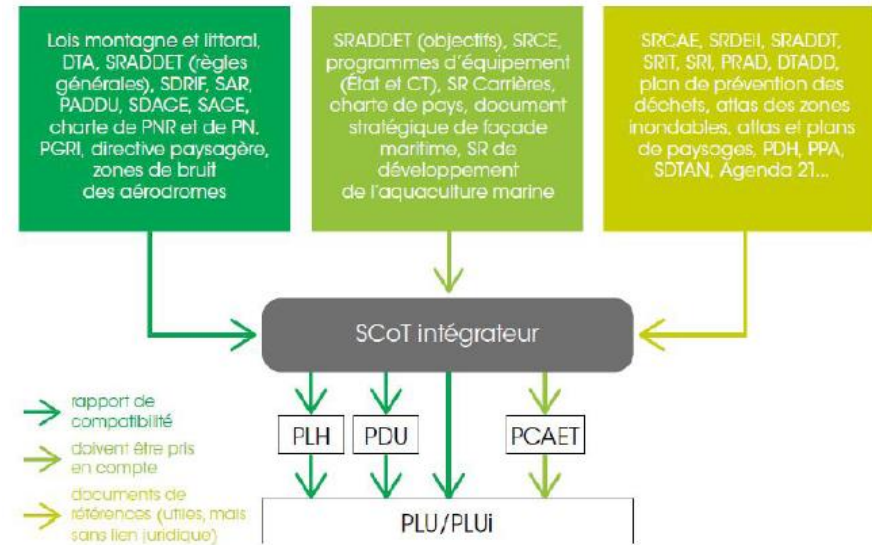 Lois montagne et littoral,
DTA, SRADDET (règles
générales), SDRIF, SAR,
PADDU, SDAGE, SAGE,
charte de PNR et de PN,
PGRI, directive paysagère,
zones de bruit
des aérodromes
SRADDET (objectifs), SRCE,
programmes d'équipement
(État et CT), SR Carrières,
charte de pays, document
stratégique de façade
maritime, SR de
développement
de l'aquaculture marine
SRCAE, SRDEII, SRADDT,
SRIT, SRI, PRAD, DTADD,
plan de prévention des
déchets, atlas des zones
inondables, atlas et plans
de paysages, PDH, PPA,
SDTAN, Agenda 21...
SCoT intégrateur
PLH
PDU
PCAET
PLU/PLUi
rapport de
compatibilité
doivent être pris
en compte
documents de
références (utiles, mais
sans lien juridique)